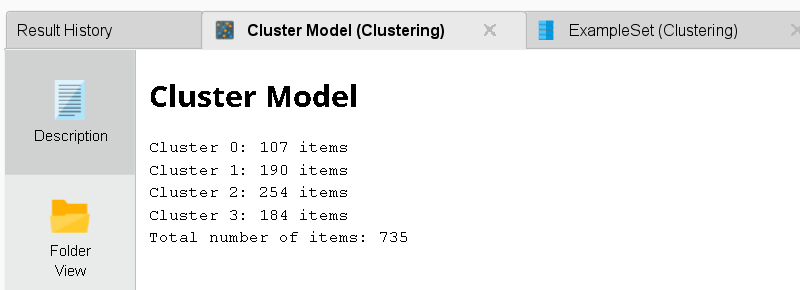 Result History
Cluster Model (Clustering)
ExampleSet (Clustering)
Description
Folder
View
Cluster Model
Cluster 0: 107 items
Cluster 1: 190 items
Cluster 2: 254 items
Cluster 3: 184 items
Total number of items: 735